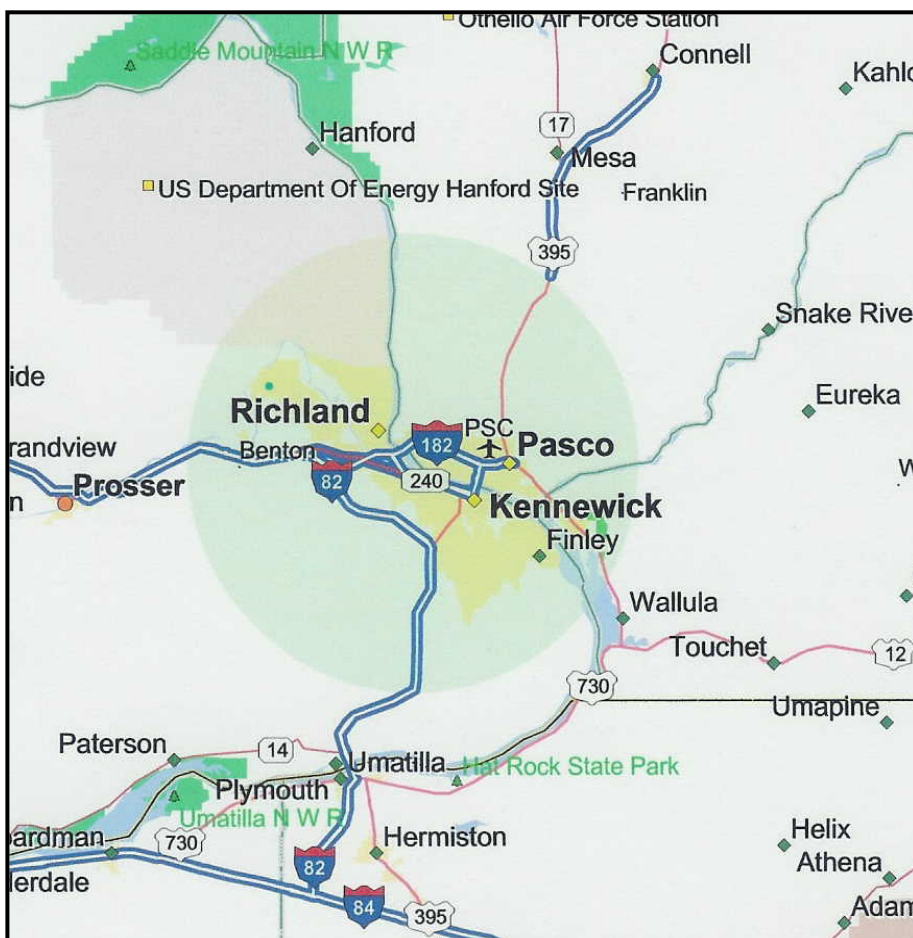 Othello Air Force Station
Saddle Mountain N W R
Connell
Kahlo
17
Hanford
Mesa
US Department Of Energy Hanford Site
Franklin
395
Snake Rive
ide
Eureka
Richland
PSC
182
Pasco
randview
Benton
W
82
240
Prosser
n
Kennewick
Finley
Wallula
Touchet
12
730
Umapine
Paterson
14
Umatilla
Hat Rock State Park
Plymouth
Umatilla N W R
oardman
730
Hermiston
Helix
82
Athena
lerdale
84
395
Adam